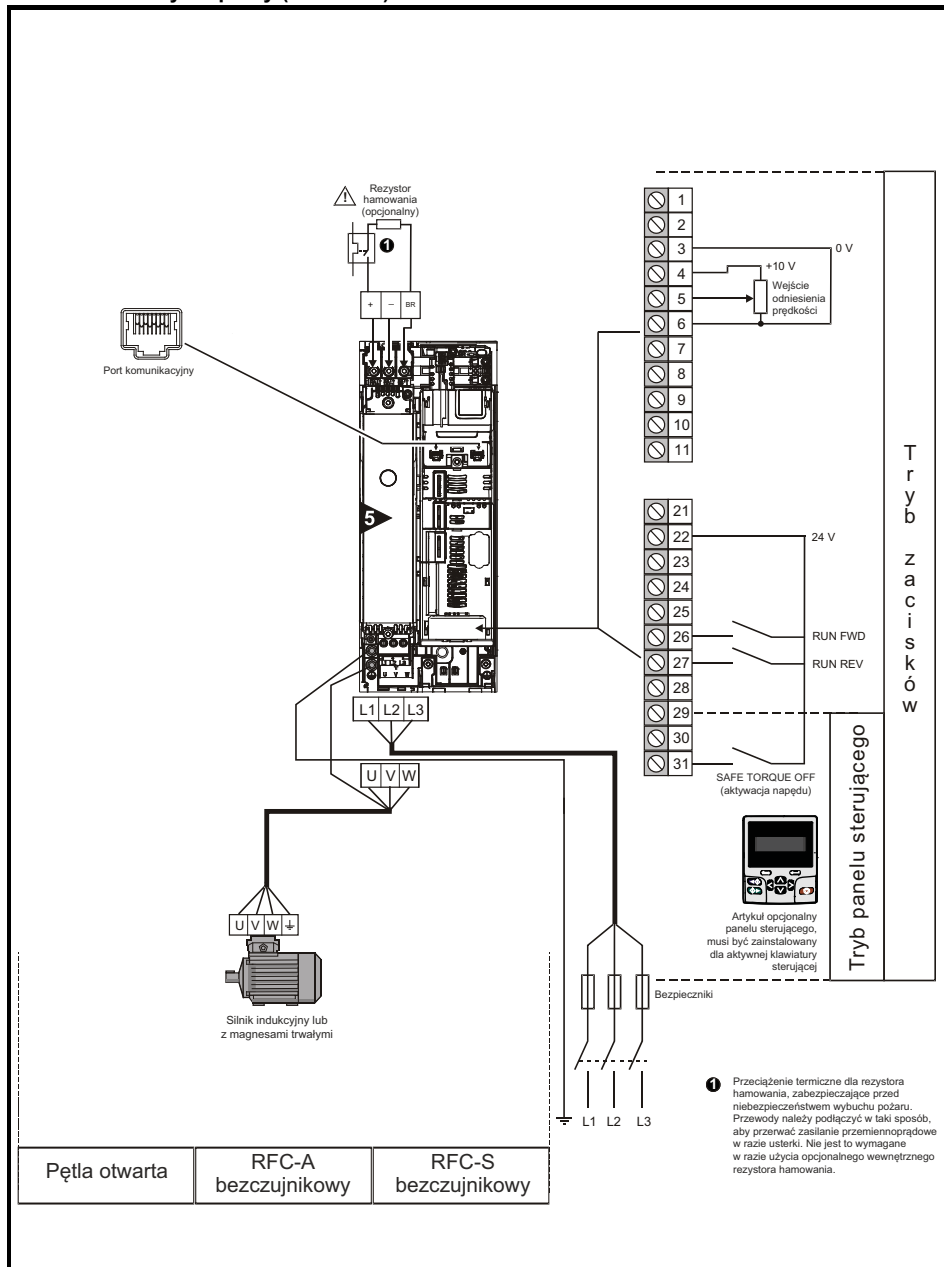 Rezystor
hamowania
(opcjonalny)
1
+ – BR
Port komunikacyjny
5
U V W
L1 L2 L3
U V W
U V W
Silnik indukcyjny lub
z magnesami trwałymi
1
2
3
0 V
4
+10 V
5
Wejście
odniesienia
prędkości
6
7
8
9
10
11
21
22
24 V
23
24
25
26
RUN FWD
27
RUN REV
28
29
30
31
SAFE TORQUE OFF
(aktywacja napędu)
Artykuł opcjonalny
panelu sterującego,
musi być zainstalowany
dla aktywnej klawiatury
sterującej
Tryb panelu sterującego
Tryb zacisków
Bezpieczniki
L1 L2 L3
1 Przeciążenie termiczne dla rezystora
hamowania, zabezpieczające przed
niebezpieczeństwem wybuchu pożaru.
Przewody należy podłączyć w taki sposób,
aby przerwać zasilanie przemiennoprądowe
w razie usterki. Nie jest to wymagane
w razie użycia opcjonalnego wewnętrznego
rezystora hamowania.
Pętla otwarta
RFC-A
bezczujnikowy
RFC-S
bezczujnikowy